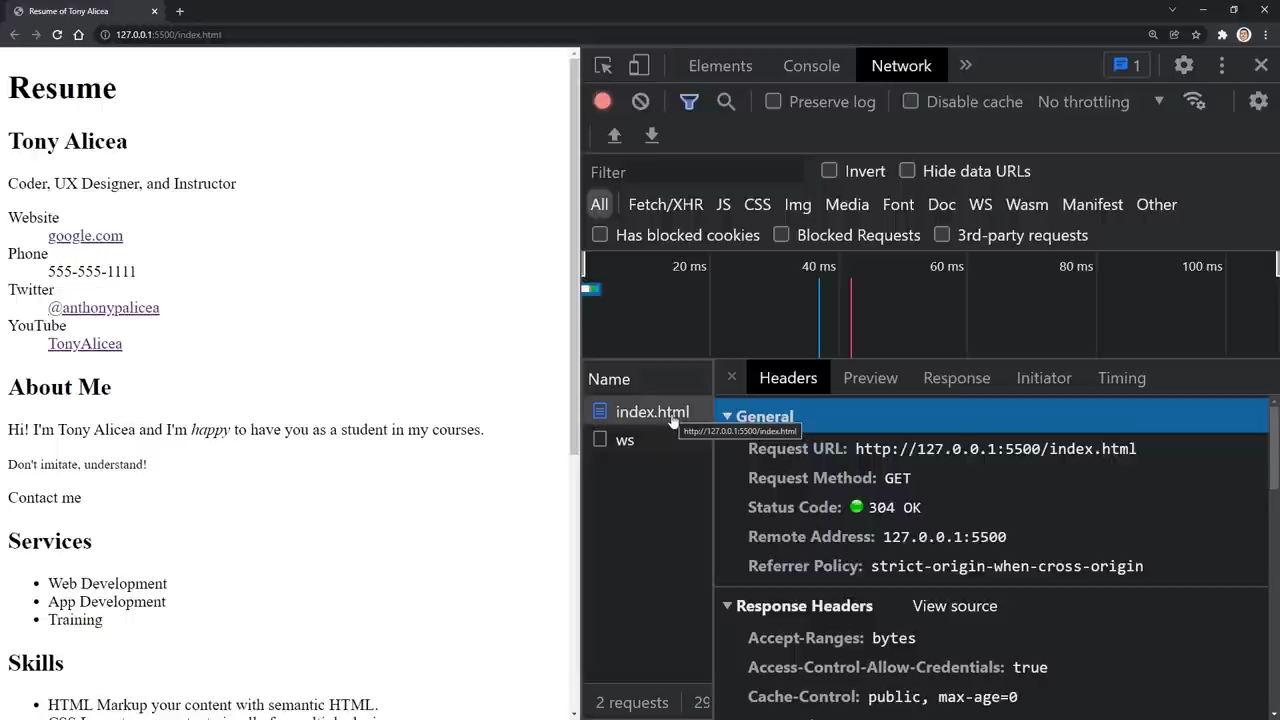 Resume of Tony Alicea
127.0.0.1:5500/index.html
Resume
Tony Alicea
Coder, UX Designer, and Instructor
Website
google.com
Phone
555-555-1111
Twitter
@anthonypalicea
YouTube
TonyAlicea
About Me
Hi! I'm Tony Alicea and I'm happy to have you as a student in my courses.
Don't imitate, understand!
Contact me
Services
Web Development
App Development
Training
Skills
HTML Markup your content with semantic HTML.
Elements Console Network 1
Preserve log Disable cache No throttling
Filter Invert Hide data URLs
All Fetch/XHR JS CSS Img Media Font Doc WS Wasm Manifest Other
Has blocked cookies Blocked Requests 3rd-party requests
20 ms 40 ms 60 ms 80 ms 100 ms
Name
index.html
http://127.0.0.1:5500/index.html
ws
2 requests 29
Headers Preview Response Initiator Timing
General
Request URL: http://127.0.0.1:5500/index.html
Request Method: GET
Status Code: 304 OK
Remote Address: 127.0.0.1:5500
Referrer Policy: strict-origin-when-cross-origin
Response Headers View source
Accept-Ranges: bytes
Access-Control-Allow-Credentials: true
Cache-Control: public, max-age=0